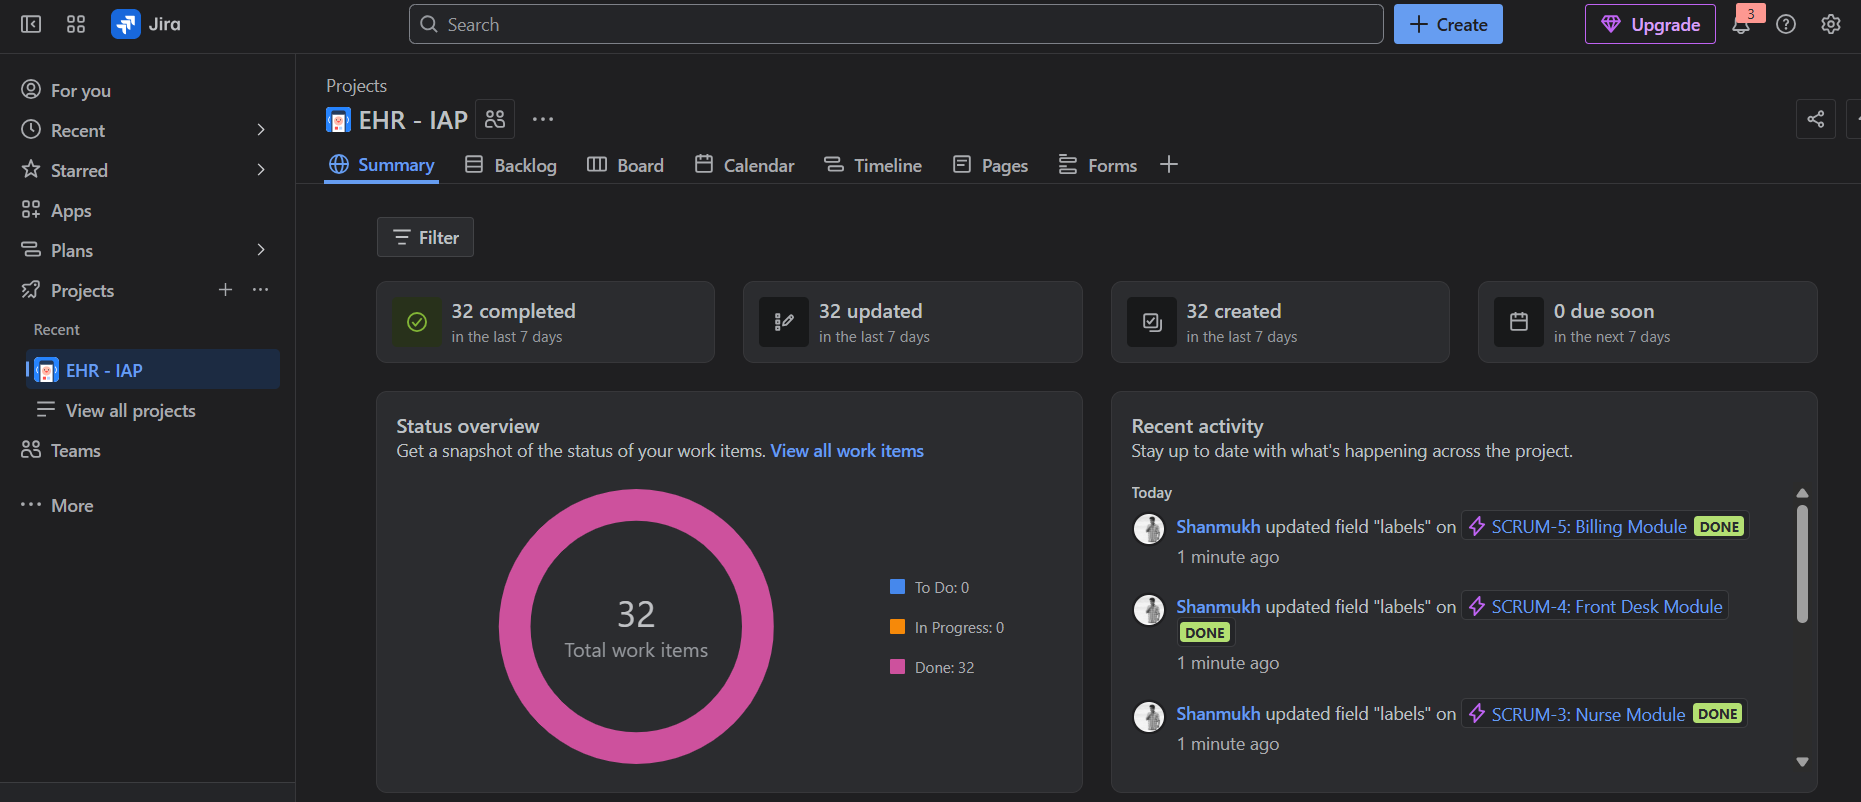 Jira
Search
Create
Upgrade
3
For you
Recent
Starred
Apps
Plans
Projects
Recent
EHR - IAP
View all projects
Teams
More
Projects
EHR - IAP
Summary
Backlog
Board
Calendar
Timeline
Pages
Forms
Filter
32 completed
in the last 7 days
32 updated
in the last 7 days
32 created
in the last 7 days
0 due soon
in the next 7 days
Status overview
Get a snapshot of the status of your work items. View all work items
32
Total work items
To Do: 0
In Progress: 0
Done: 32
Recent activity
Stay up to date with what's happening across the project.
Today
Shanmukh updated field "labels" on SCRUM-5: Billing Module DONE
1 minute ago
Shanmukh updated field "labels" on SCRUM-4: Front Desk Module
DONE
1 minute ago
Shanmukh updated field "labels" on SCRUM-3: Nurse Module DONE
1 minute ago